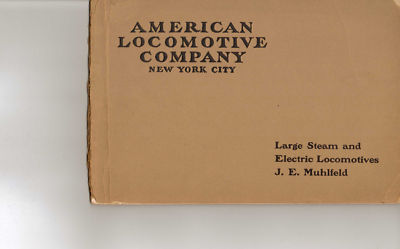 AMERICAN
LOCOMOTIVE
COMPANY
NEW YORK CITY
Large Steam and
Electric Locomotives
J. E. Muhlfeld